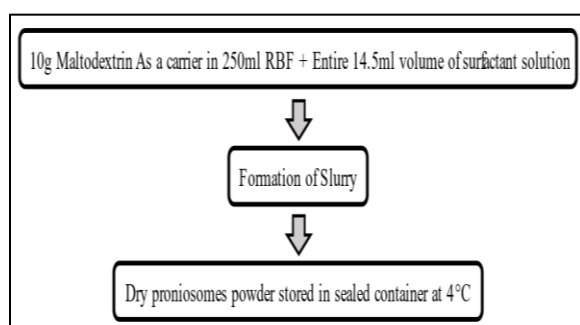 10g Maltodextrin As a carrier in 250ml RBF + Entire 14.5ml volume of surfactant solution
Formation of Slurry
Dry proniosomes powder stored in sealed container at 4°C